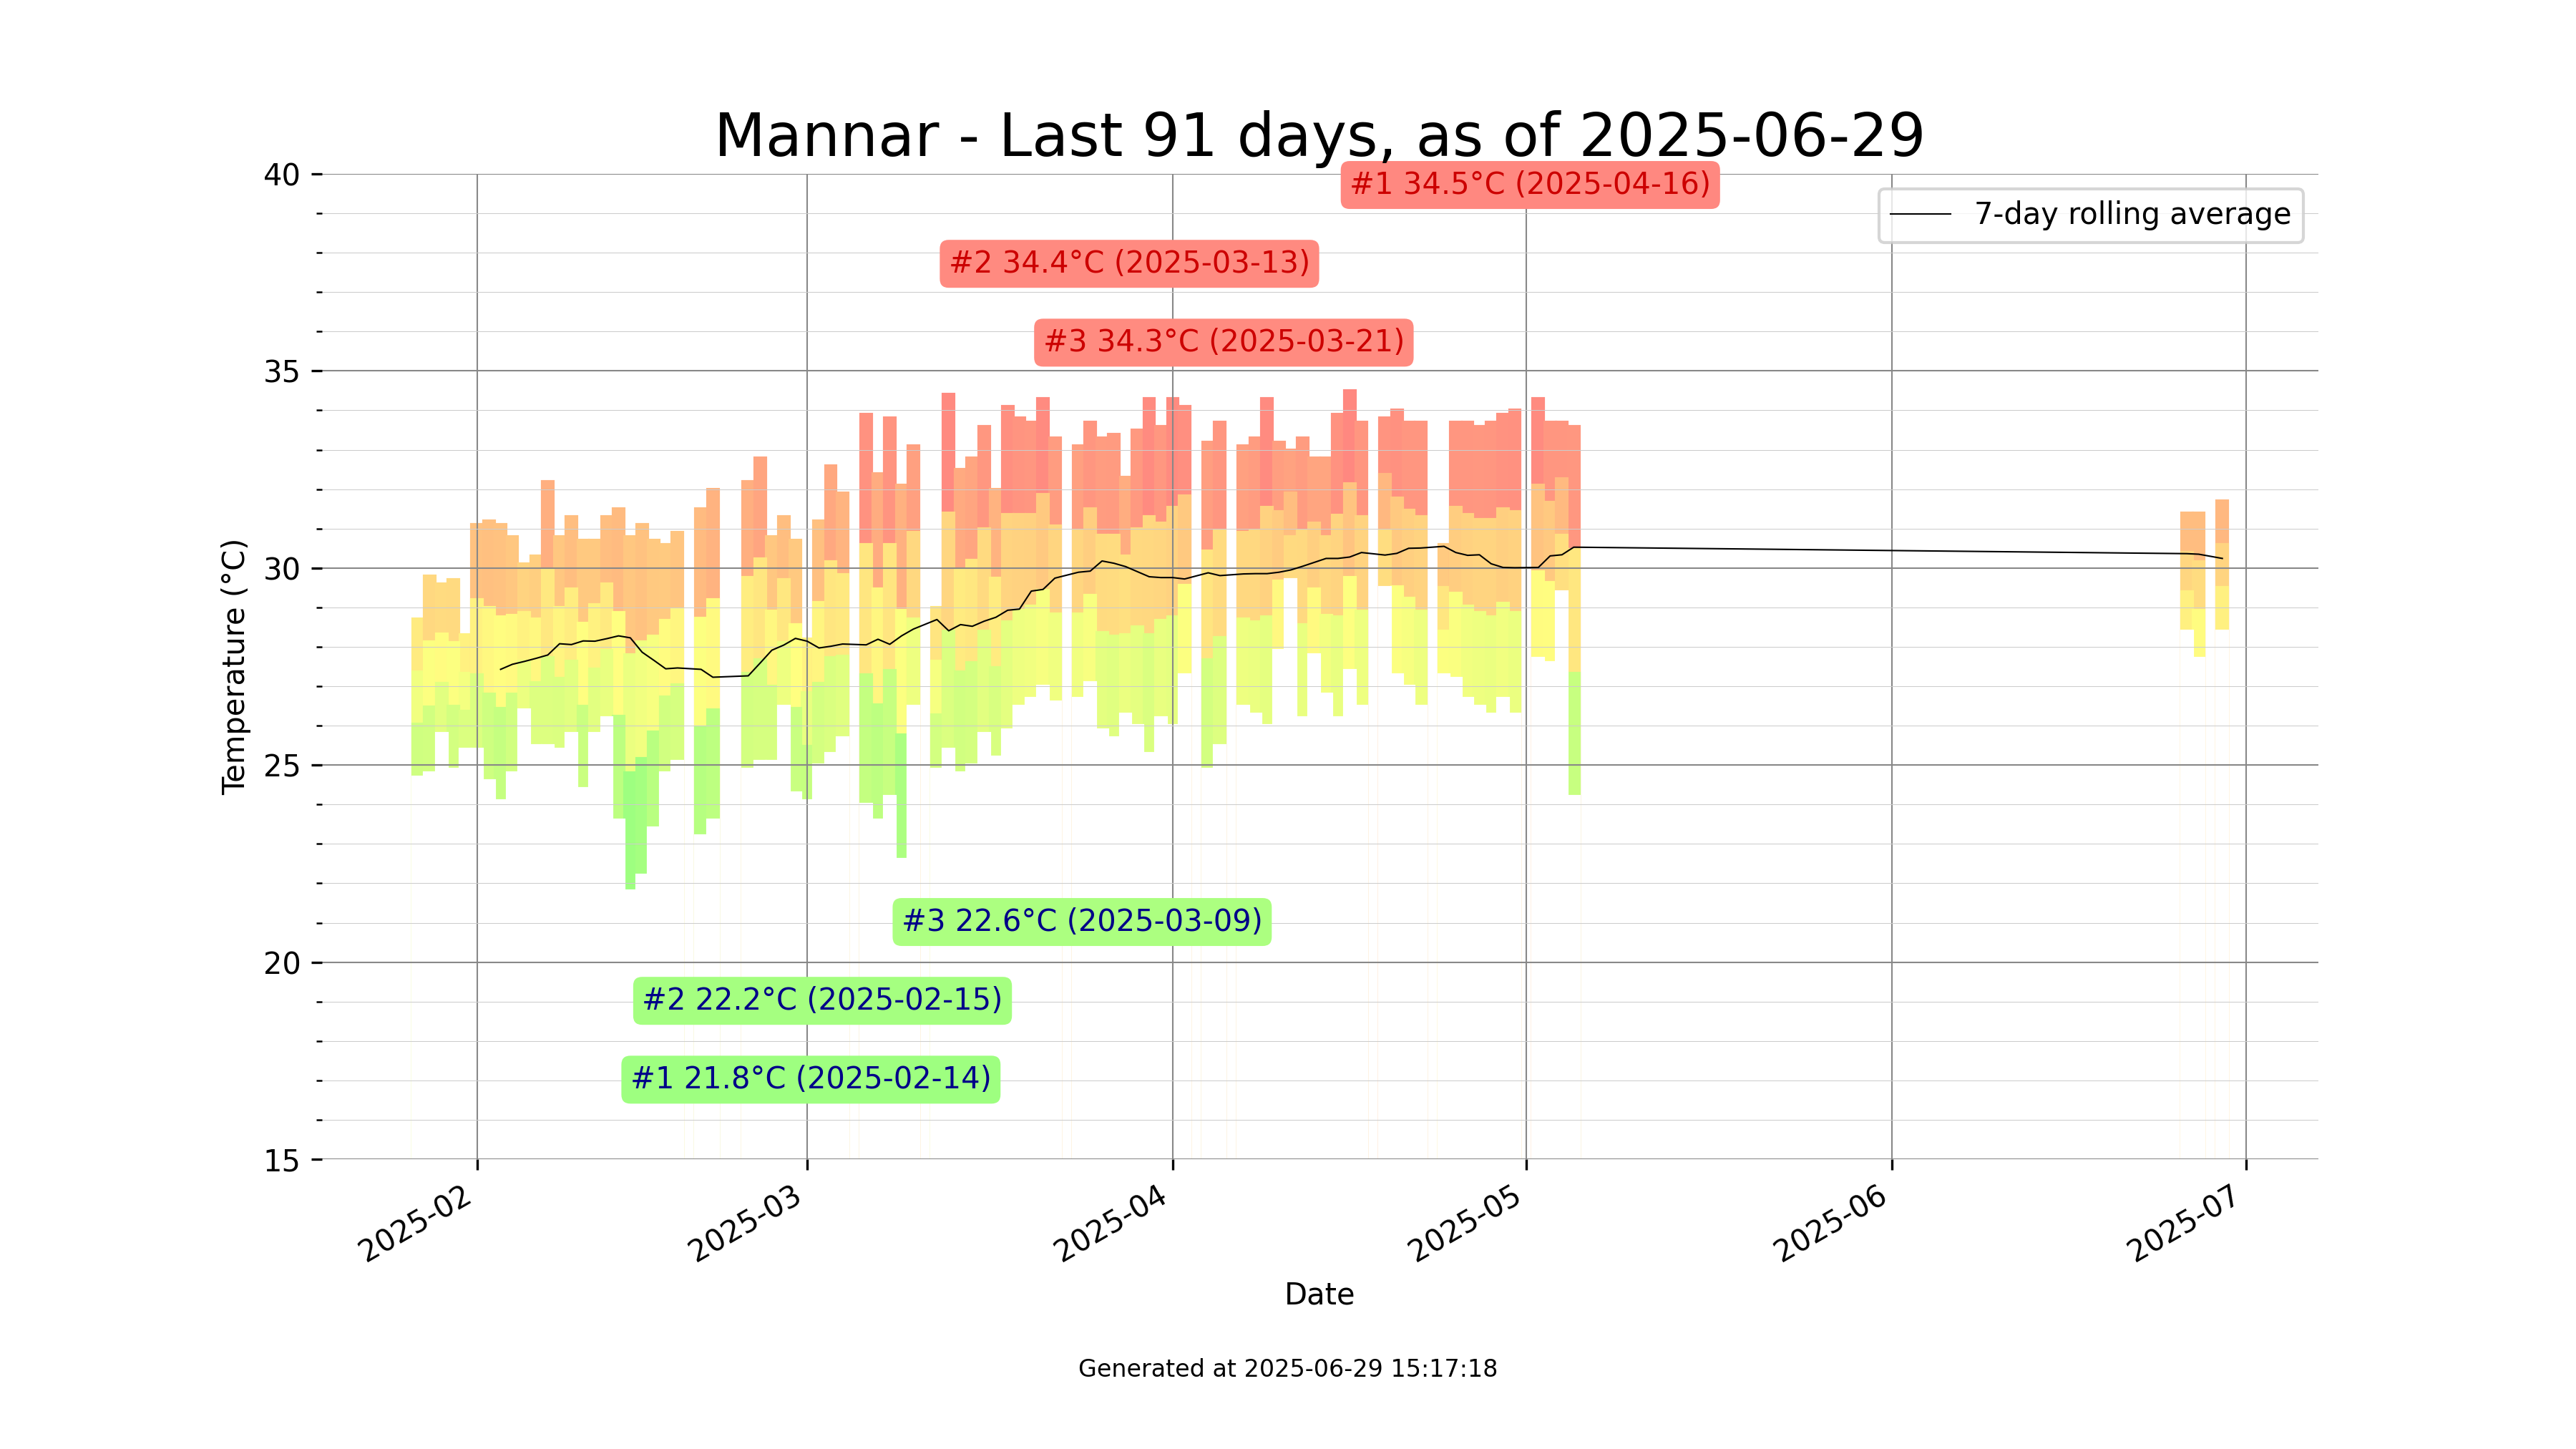 Mannar - Last 91 days, as of 2025-06-29
#1 34.5°C (2025-04-16)
7-day rolling average
#2 34.4°C (2025-03-13)
#3 34.3°C (2025-03-21)
40
35
30
25
20
15
Temperature (°C)
#3 22.6°C (2025-03-09)
#2 22.2°C (2025-02-15)
#1 21.8°C (2025-02-14)
2025-02
2025-03
2025-04
2025-05
2025-06
2025-07
Date
Generated at 2025-06-29 15:17:18